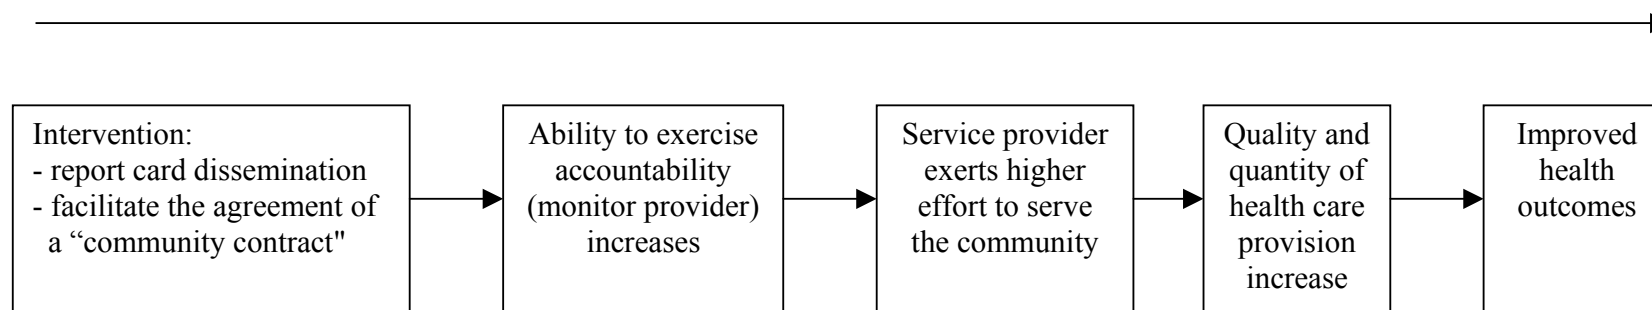 Intervention:
- report card dissemination
- facilitate the agreement of
a “community contract"
Ability to exercise
accountability
(monitor provider)
increases
Service provider
exerts higher
effort to serve
the community
Quality and
quantity of
health care
provision
increase
Improved
health
outcomes